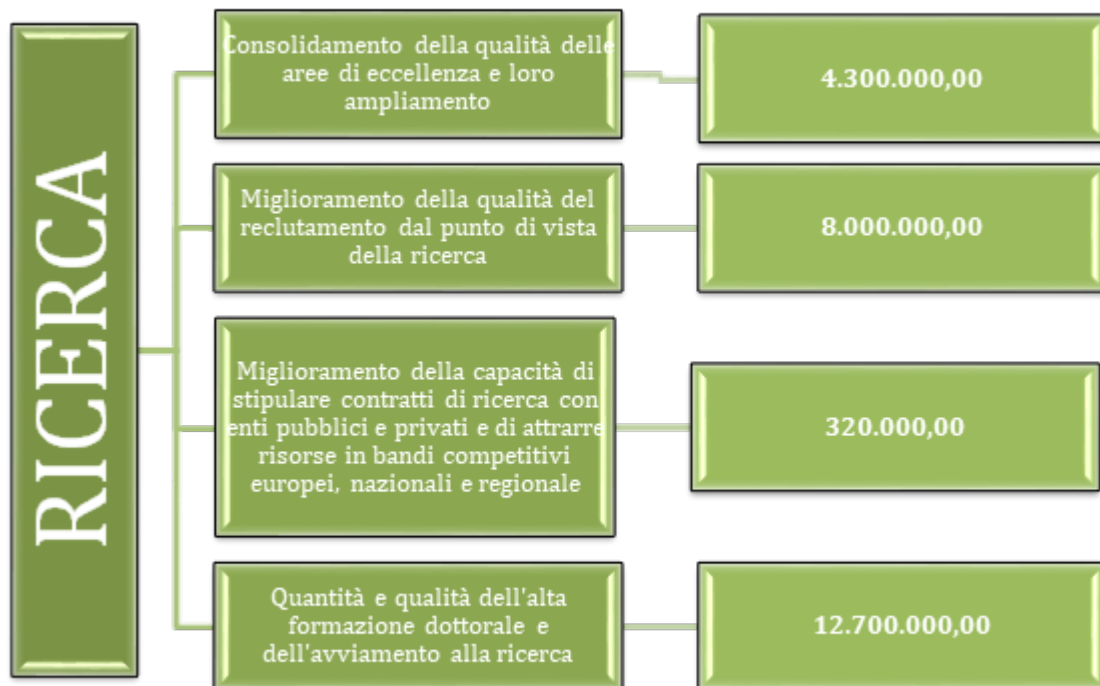 RICERCA
Consolidamento della qualità delle
aree di eccellenza e loro
ampliamento
4.300.000,00
Miglioramento della qualità del
reclutamento dal punto di vista
della ricerca
8.000.000,00
Miglioramento della capacità di
stipulare contratti di ricerca con
enti pubblici e privati e di attrarre
risorse in bandi competitivi
europei, nazionali e regionale
320.000,00
Quantità e qualità dell'alta
formazione dottorale e
dell'avviamento alla ricerca
12.700.000,00